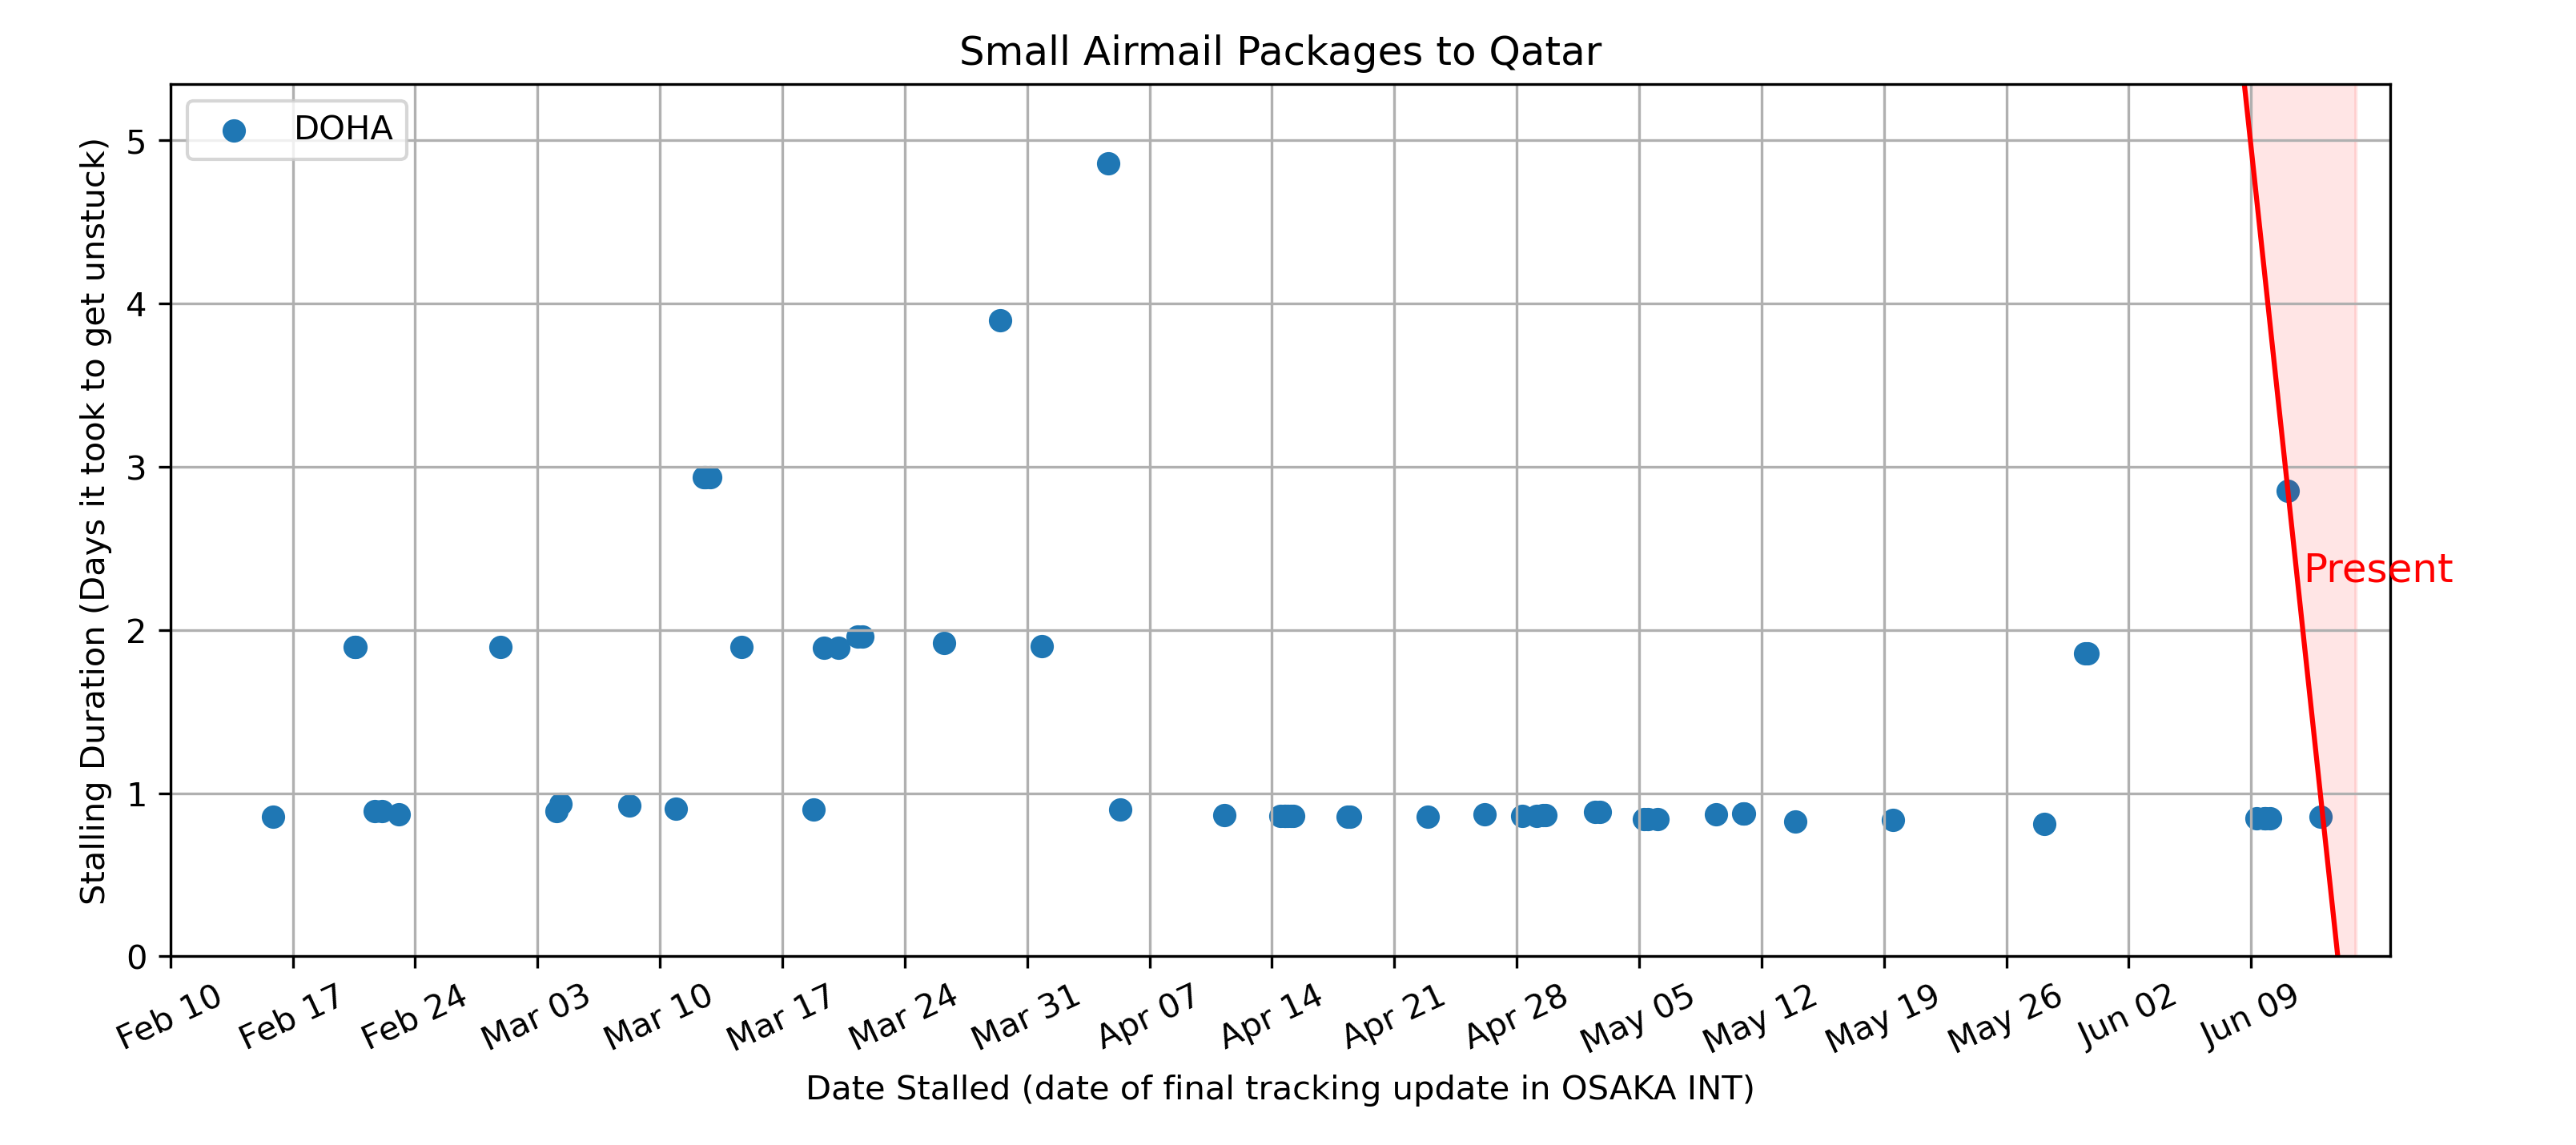 Small Airmail Packages to Qatar
DOHA
Stalling Duration (Days it took to get unstuck)
5
4
3
2
1
0
Present
Feb 10
Feb 17
Feb 24
Mar 03
Mar 10
Mar 17
Mar 24
Mar 31
Apr 07
Apr 14
Apr 21
Apr 28
May 05
May 12
May 19
May 26
Jun 02
Jun 09
Date Stalled (date of final tracking update in OSAKA INT)